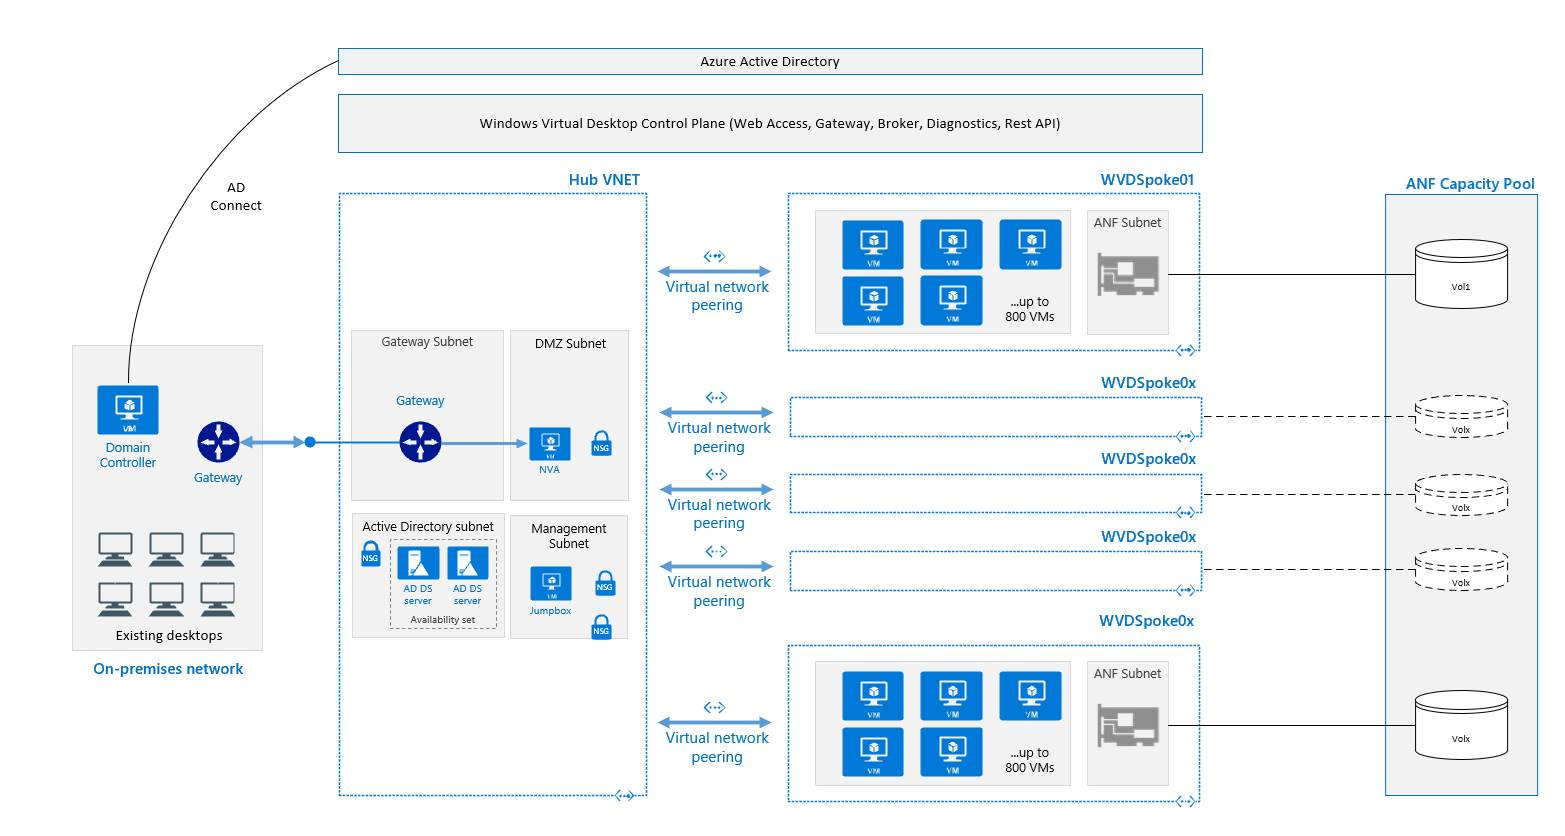 Azure Active Directory
Windows Virtual Desktop Control Plane (Web Access, Gateway, Broker, Diagnostics, Rest API)
AD
Connect
Domain
Controller
VM
Gateway
Existing desktops
On-premises network
Hub VNET
Gateway Subnet
Gateway
DMZ Subnet
VM
NVA
NSG
Active Directory subnet
NSG
AD DS
server
AD DS
server
Availability set
Management
Subnet
VM
Jumpbox
NSG
NSG
Virtual network
peering
Virtual network
peering
Virtual network
peering
Virtual network
peering
Virtual network
peering
WVDSpoke01
VM
VM
VM
VM
VM
...up to
800 VMs
ANF Subnet
WVDSpoke0x
WVDSpoke0x
WVDSpoke0x
WVDSpoke0x
VM
VM
VM
VM
VM
...up to
800 VMs
ANF Subnet
ANF Capacity Pool
Vol1
Volx
Volx
Volx
Volx